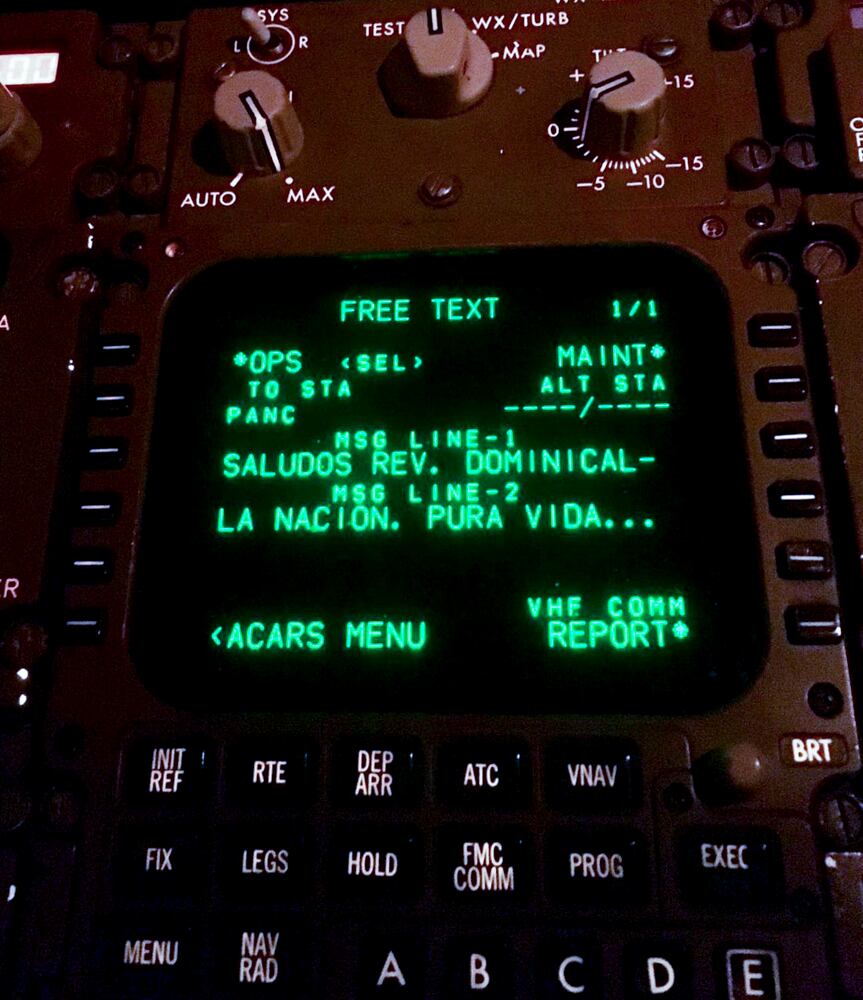 SYS
L R
TEST WX/TURB
MAP
+ -15
0
AUTO MAX
-5 -10 -15
FREE TEXT 1/1
*OPS <SEL> MAINT*
TO STA ALT STA
PANC ----/----
MSG LINE-1
SALUDOS REV. DOMINICAL-
MSG LINE-2
LA NACION. PURA VIDA...
VHF COMM
<ACARS MENU REPORT*
BRT
INIT REF RTE DEP ARR ATC VNAV
FIX LEGS HOLD FMC COMM PROG EXEC
MENU NAV RAD A B C D E